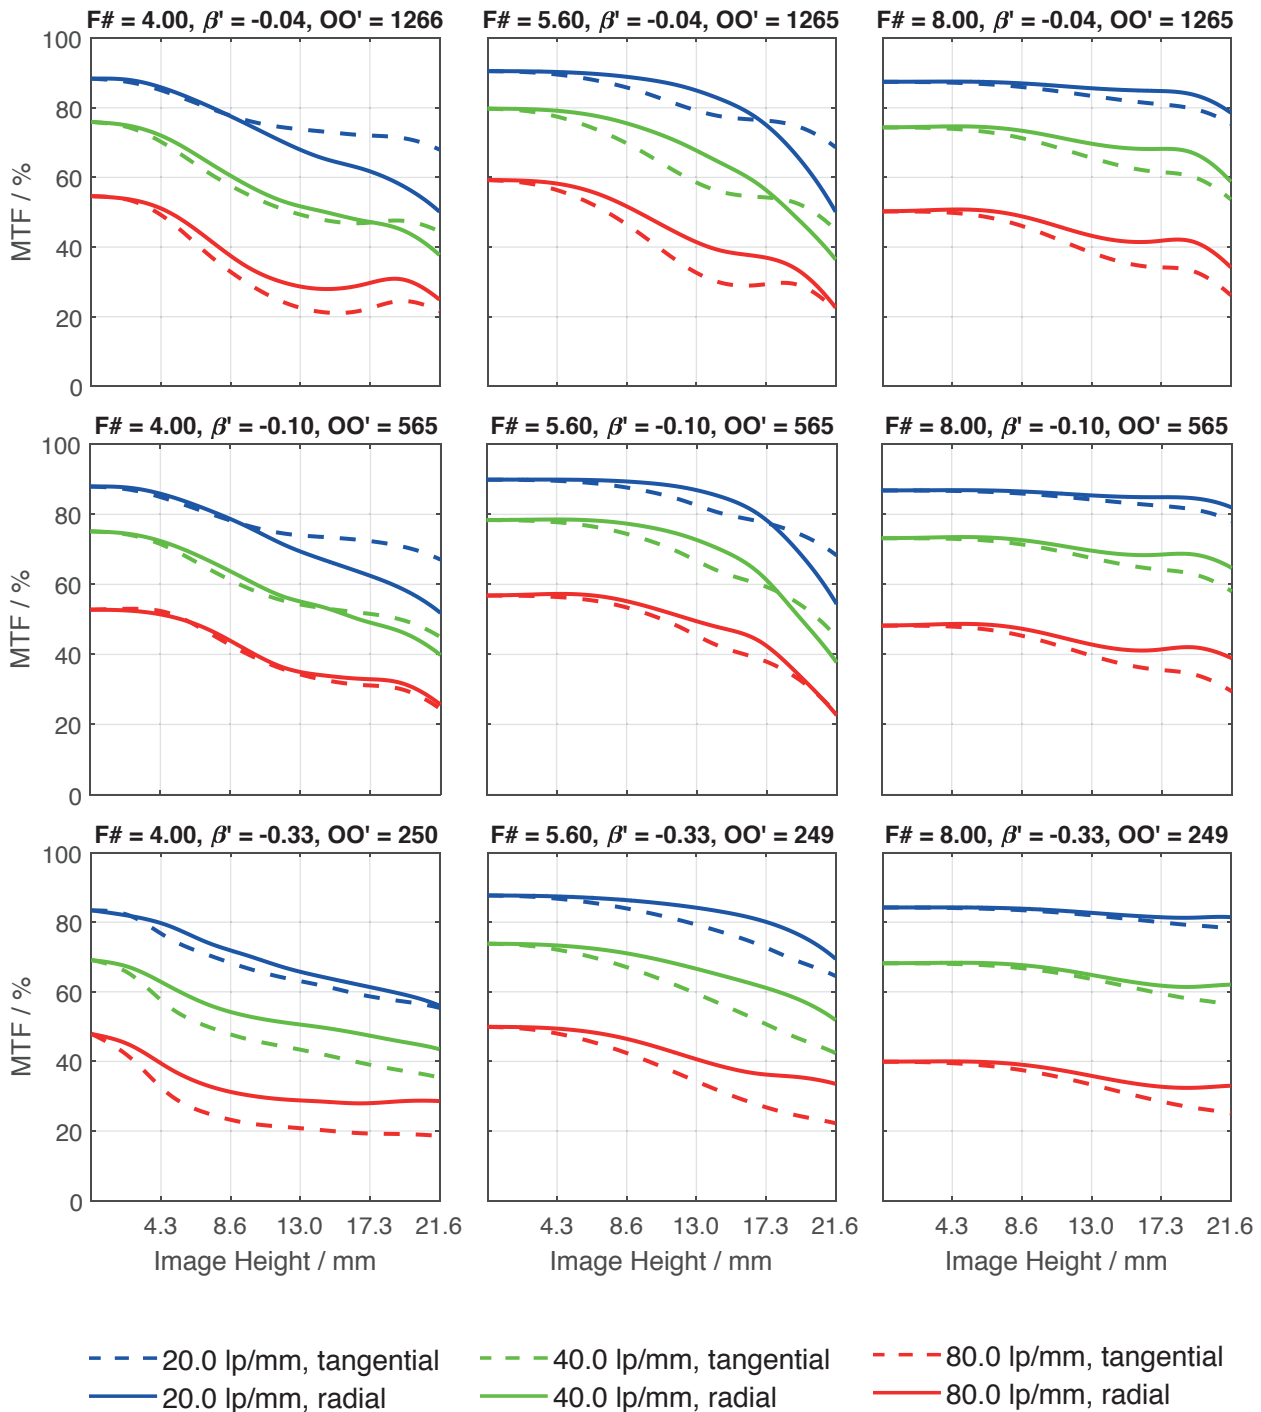 F# = 4.00, β' = -0.04, OO' = 1266
F# = 5.60, β' = -0.04, OO' = 1265
F# = 8.00, β' = -0.04, OO' = 1265
100
80
60
40
20
0
MTF / %
F# = 4.00, β' = -0.10, OO' = 565
F# = 5.60, β' = -0.10, OO' = 565
F# = 8.00, β' = -0.10, OO' = 565
100
80
60
40
20
0
MTF / %
F# = 4.00, β' = -0.33, OO' = 250
F# = 5.60, β' = -0.33, OO' = 249
F# = 8.00, β' = -0.33, OO' = 249
100
80
60
40
20
0
MTF / %
4.3 8.6 13.0 17.3 21.6
4.3 8.6 13.0 17.3 21.6
4.3 8.6 13.0 17.3 21.6
Image Height / mm
Image Height / mm
Image Height / mm
20.0 lp/mm, tangential
40.0 lp/mm, tangential
80.0 lp/mm, tangential
20.0 lp/mm, radial
40.0 lp/mm, radial
80.0 lp/mm, radial